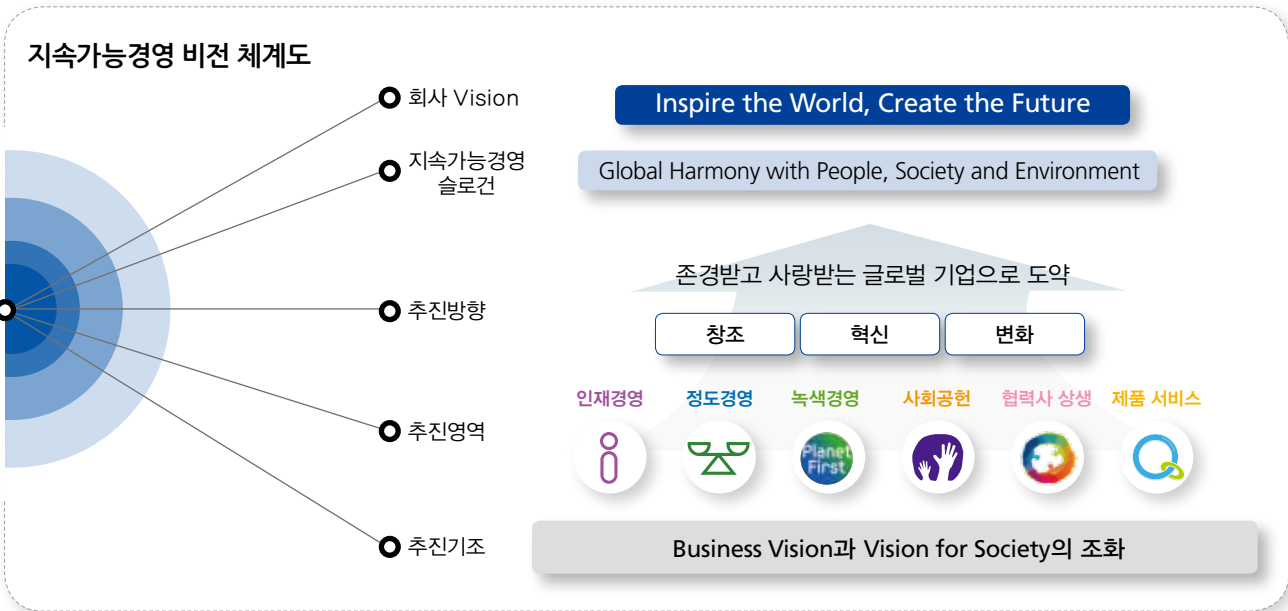 지속가능경영 비전 체계도
회사 Vision
Inspire the World, Create the Future
지속가능경영
슬로건
Global Harmony with People, Society and Environment
존경받고 사랑받는 글로벌 기업으로 도약
추진방향
창조 혁신 변화
추진영역
인재경영 정도경영 녹색경영 사회공헌 협력사 상생 제품 서비스
Planet
First
추진기조
Business Vision과 Vision for Society의 조화